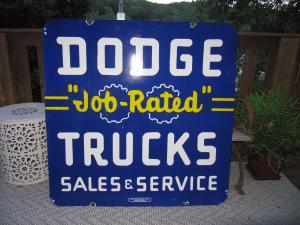 DODGE
"Job-Rated"
TRUCKS
SALES & SERVICE